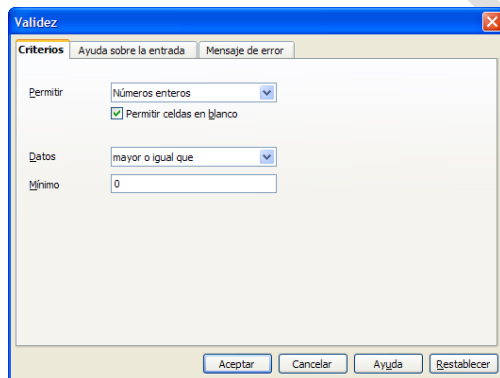 Validez
Criterios Ayuda sobre la entrada Mensaje de error
Permitir Números enteros
Permitir celdas en blanco
Datos mayor o igual que
Mínimo 0
Aceptar Cancelar Ayuda Restablecer